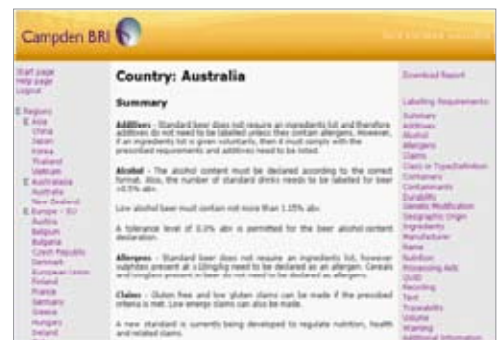 Campden BRI
Start page
Help page
Logout
Regions
Asia
China
Japan
Korea
Thailand
Vietnam
Australasia
Australia
New Zealand
Europe - EU
Austria
Belgium
Bulgaria
Czech Republic
Denmark
European Union
Finland
France
Germany
Greece
Hungary
Ireland
Country: Australia
Summary
Additives - Standard beer does not require an ingredients list and therefore
additives do not need to be labelled unless they contain allergens. However,
if an ingredients list is given voluntarily, then it must comply with the
prescribed requirements and additives need to be listed.
Alcohol - The alcohol content must be declared according to the correct
format. Also, the number of standard drinks needs to be labelled for beer
>0.5% abv.
Low alcohol beer must contain not more than 1.15% abv.
A tolerance level of 0.3% abv is permitted for the beer alcohol content
declaration.
Allergens - Standard beer does not require an ingredients list, however
sulphites present at ≥10mg/kg need to be declared as an allergen. Cereals
and isinglass present in beer do not need to be declared as allergens.
Claims - Gluten free and low gluten claims can be made if the prescribed
criteria is met. Low energy claims can also be made.
A new standard is currently being developed to regulate nutrition, health
and related claims.
Download Report
Labelling Requirements:
Summary
Additives
Alcohol
Allergens
Claims
Class or Type/Definition
Containers
Contaminants
Durability
Genetic Modification
Geographic Origin
Ingredients
Manufacturer
Name
Nutrition
Processing Aids
QUID
Recycling
Text
Traceability
Volume
Warning
Additional Information